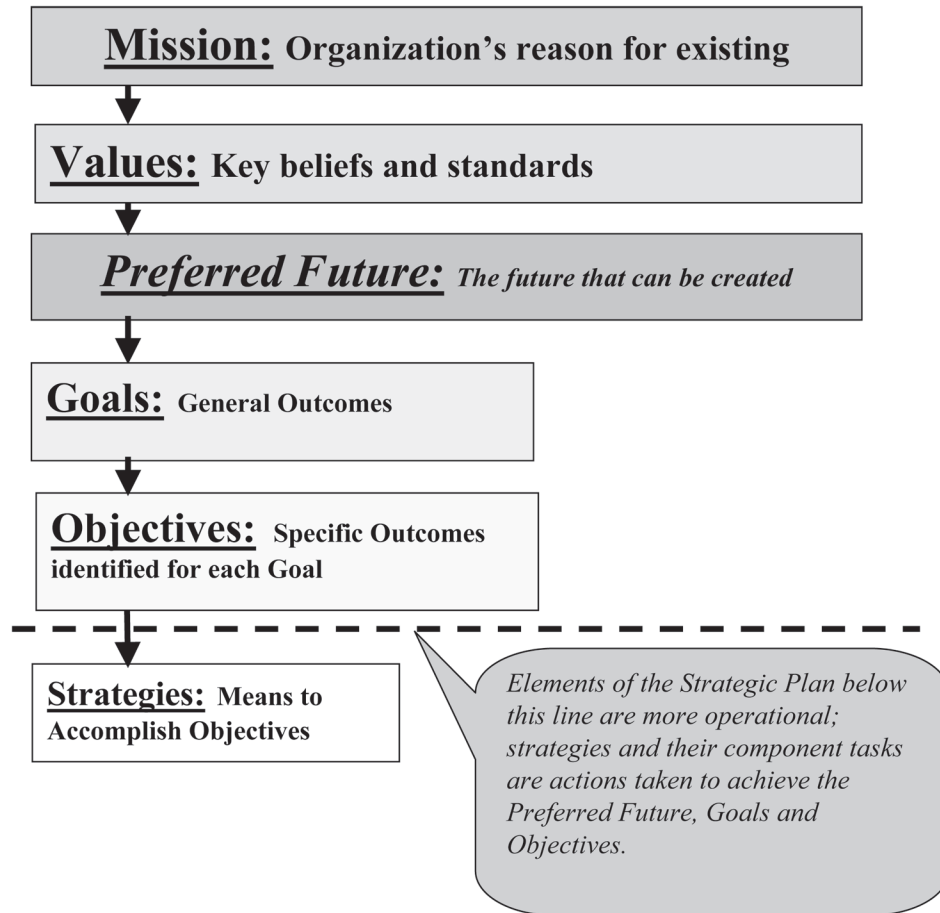 Mission: Organization’s reason for existing
Values: Key beliefs and standards
Preferred Future: The future that can be created
Goals: General Outcomes
Objectives: Specific Outcomes
identified for each Goal
Strategies: Means to
Accomplish Objectives
Elements of the Strategic Plan below
this line are more operational;
strategies and their component tasks
are actions taken to achieve the
Preferred Future, Goals and
Objectives.